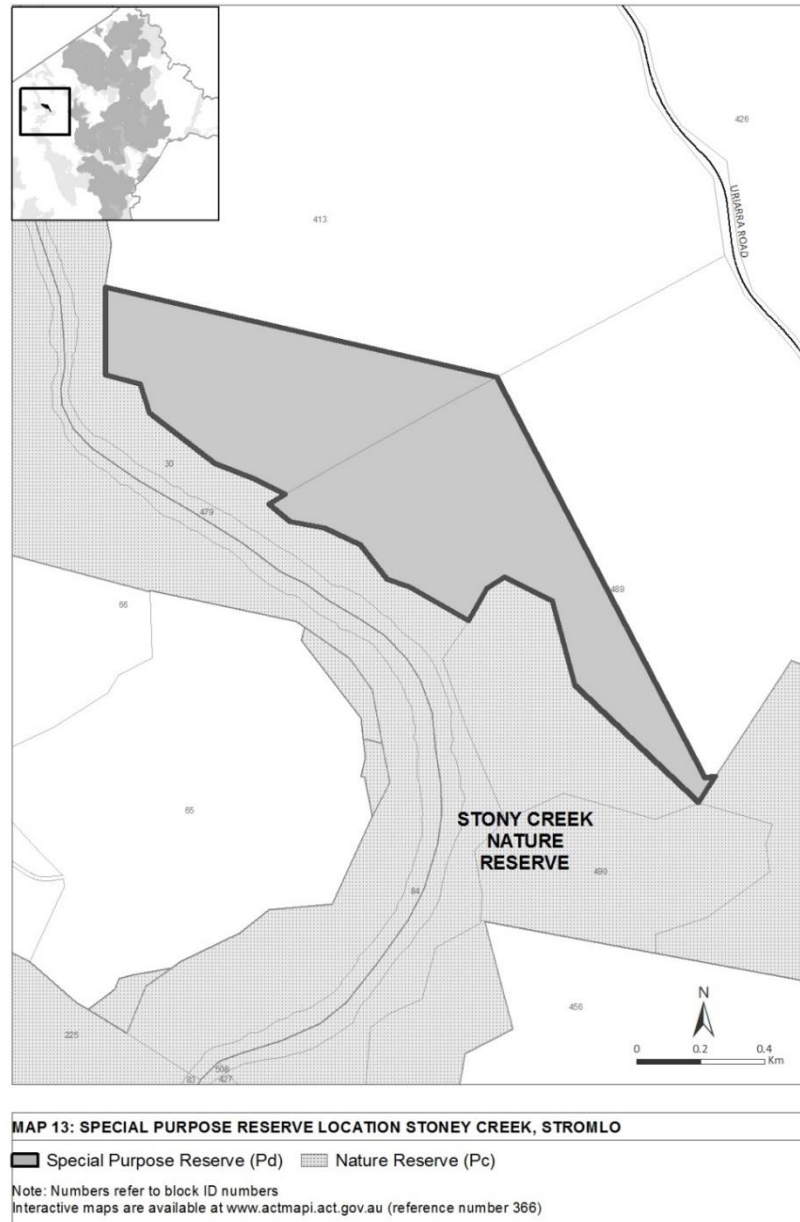 426
413
URIARRA ROAD
30
479
489
66
65
STONY CREEK
NATURE
RESERVE
84
490
456
225
N
0 0.2 0.4
Km
508
427
MAP 13: SPECIAL PURPOSE RESERVE LOCATION STONEY CREEK, STROMLO
Special Purpose Reserve (Pd) Nature Reserve (Pc)
Note: Numbers refer to block ID numbers
Interactive maps are available at www.actmapi.act.gov.au (reference number 366)